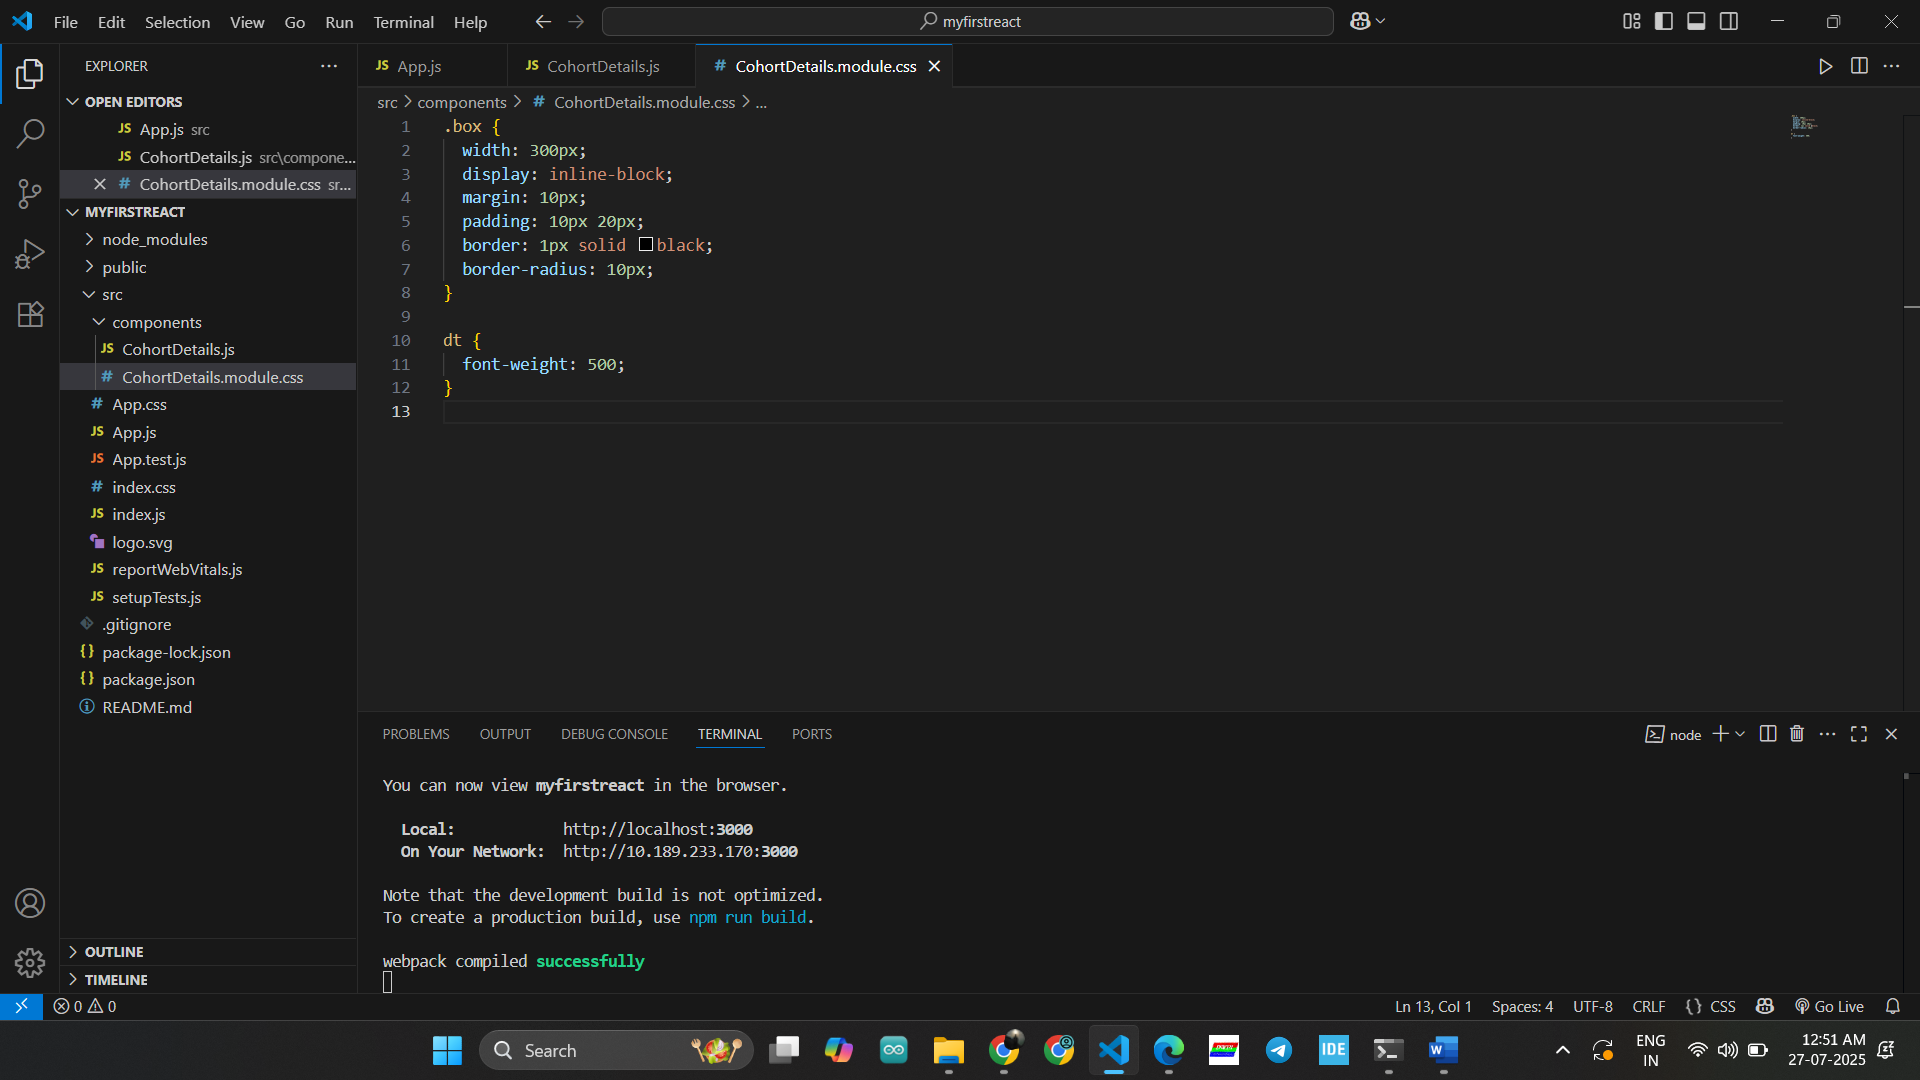 File Edit Selection View Go Run Terminal Help
myfirstreact
EXPLORER
OPEN EDITORS
JS App.js src
JS CohortDetails.js src\compone...
# CohortDetails.module.css sr...
MYFIRSTREACT
node_modules
public
src
components
JS CohortDetails.js
# CohortDetails.module.css
# App.css
JS App.js
JS App.test.js
# index.css
JS index.js
logo.svg
JS reportWebVitals.js
JS setupTests.js
.gitignore
{} package-lock.json
{} package.json
README.md
OUTLINE
TIMELINE
JS App.js JS CohortDetails.js # CohortDetails.module.css
src > components > # CohortDetails.module.css > ...
1 .box {
2 width: 300px;
3 display: inline-block;
4 margin: 10px;
5 padding: 10px 20px;
6 border: 1px solid black;
7 border-radius: 10px;
8 }
9
10 dt {
11 font-weight: 500;
12 }
13
PROBLEMS OUTPUT DEBUG CONSOLE TERMINAL PORTS
node
You can now view myfirstreact in the browser.
Local: http://localhost:3000
On Your Network: http://10.189.233.170:3000
Note that the development build is not optimized.
To create a production build, use npm run build.
webpack compiled successfully
0 0 Ln 13, Col 1 Spaces: 4 UTF-8 CRLF {} CSS Go Live
Search
IDE
W
ENG
IN
12:51 AM
27-07-2025